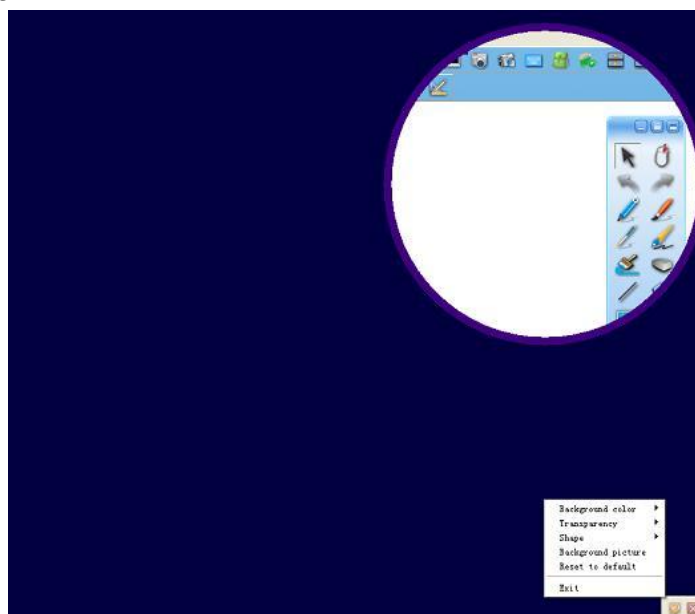 Background color
Transparency
Shape
Background picture
Reset to default
Exit